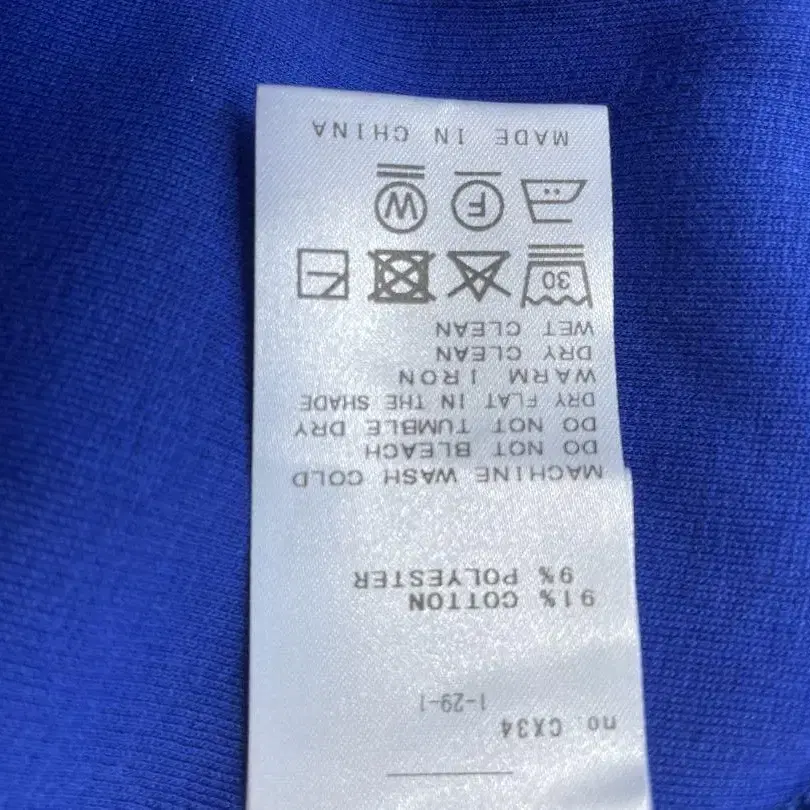 no. CX34
1-29-1
91% COTTON
9% POLYESTER
MACHINE WASH COLD
DO NOT BLEACH
DO NOT TUMBLE DRY
DRY FLAT IN THE SHADE
WARM IRON
DRY CLEAN
WET CLEAN
30
F W
MADE IN CHINA